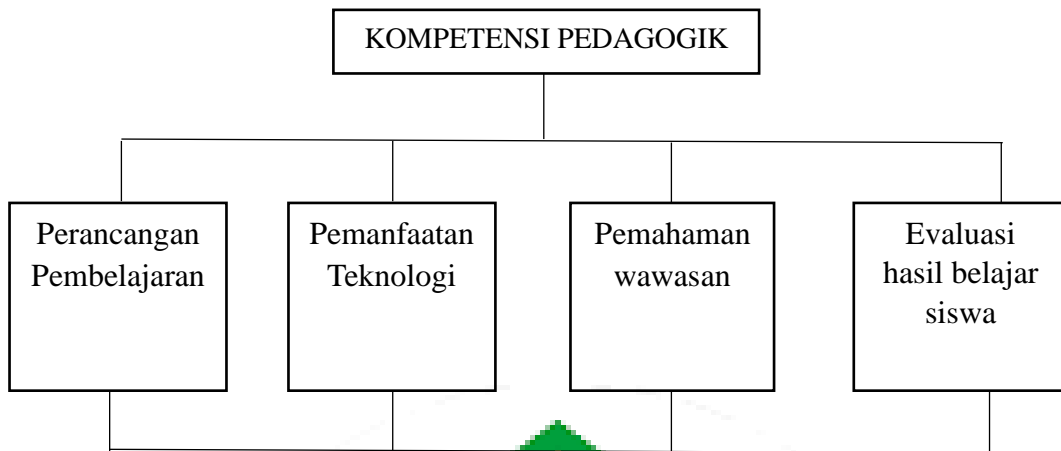 KOMPETENSI PEDAGOGIK
Perancangan
Pembelajaran
Pemanfaatan
Teknologi
Pemahaman
wawasan
Evaluasi
hasil belajar
siswa